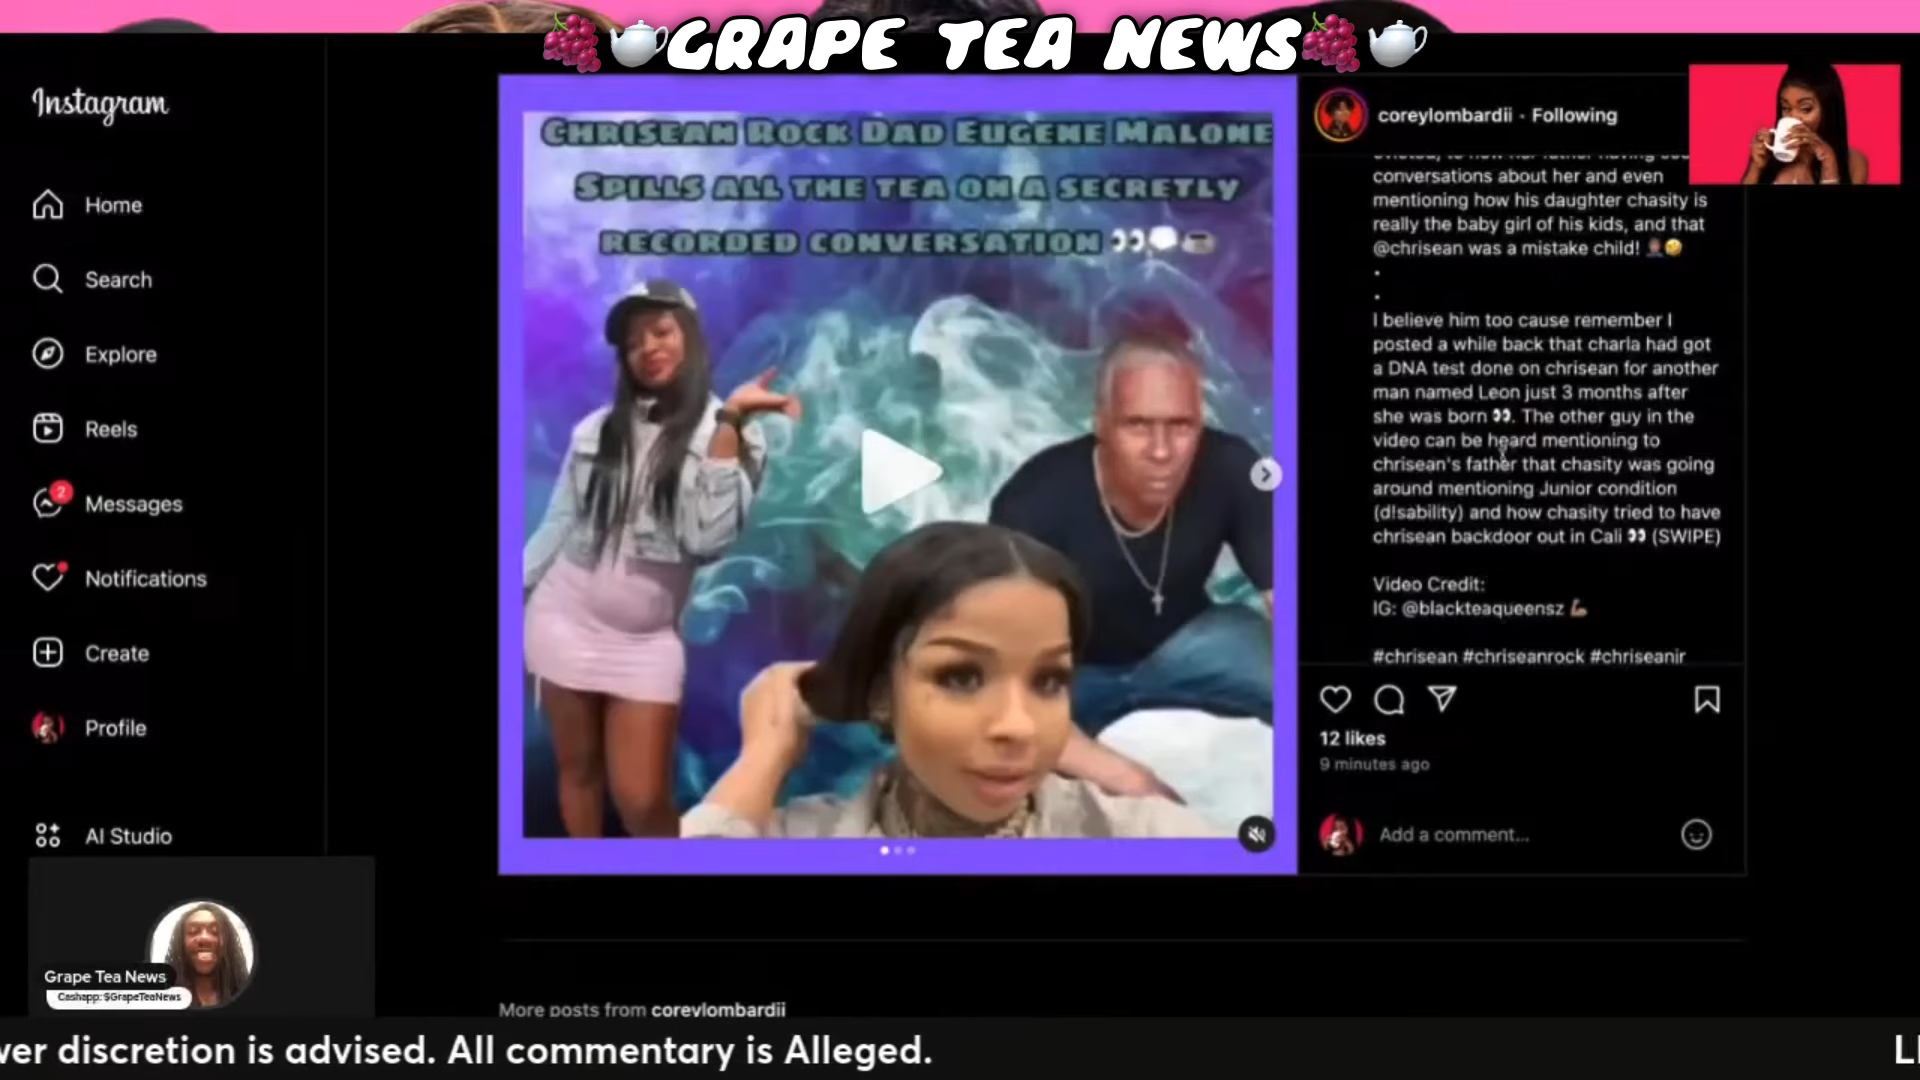 🍇🫖GRAPE TEA NEWS🍇🫖
Instagram
Home
Search
Explore
Reels
2
Messages
Notifications
Create
Profile
AI Studio
CHRISEAN ROCK DAD EUGENE MALONE
SPILLS ALL THE TEA ON A SECRETLY
RECORDED CONVERSATION 👀💭☕
coreylombardii · Following
conversations about her and even
mentioning how his daughter chasity is
really the baby girl of his kids, and that
@chrisean was a mistake child! 🤣
.
.
I believe him too cause remember I
posted a while back that charla had got
a DNA test done on chrisean for another
man named Leon just 3 months after
she was born 👀. The other guy in the
video can be heard mentioning to
chrisean's father that chasity was going
around mentioning Junior condition
(d!sability) and how chasity tried to have
chrisean backdoor out in Cali 👀 (SWIPE)
Video Credit:
IG: @blackteaqueensz 💪🏽
#chrisean #chriseanrock #chriseanjr
12 likes
9 minutes ago
Add a comment...
More posts from coreylombardii
Grape Tea News
Cashapp: $GrapeTeaNews
wer discretion is advised. All commentary is Alleged.
LI